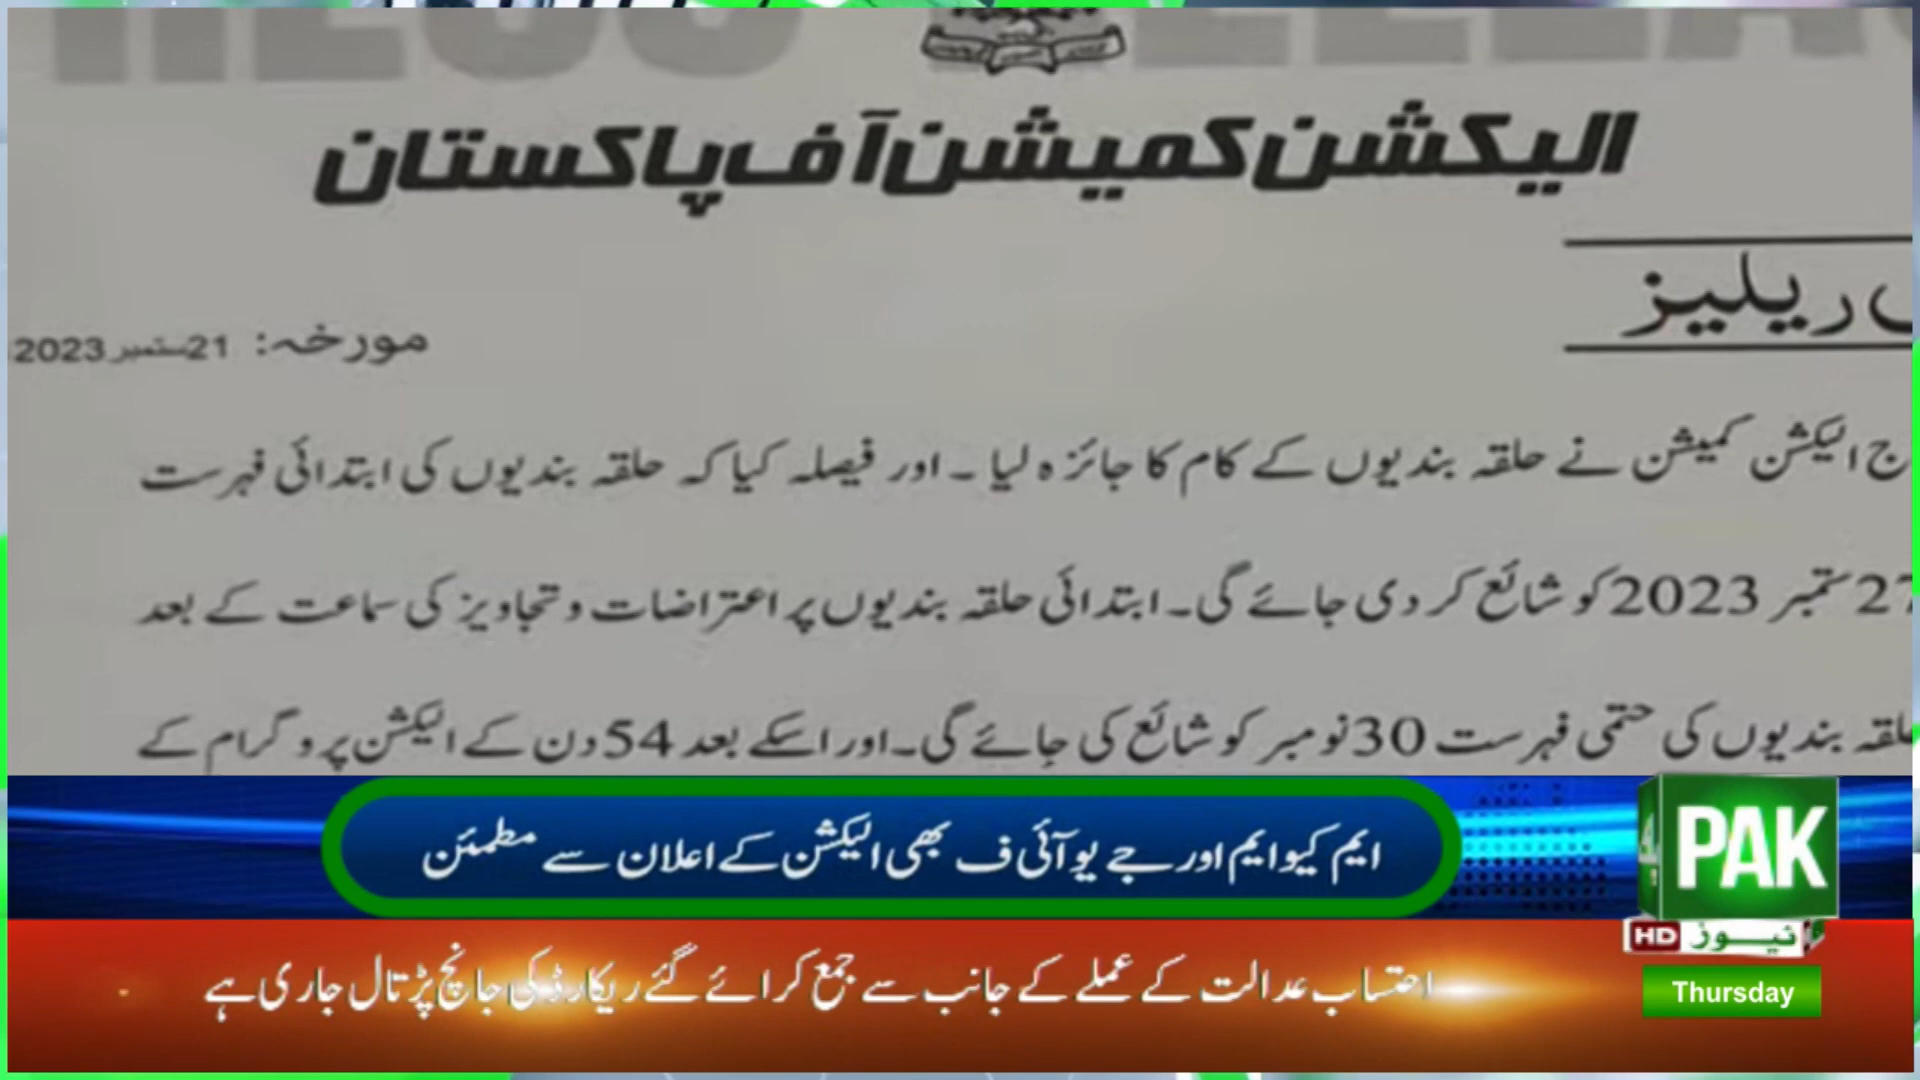 الیکشن کمیشن آف پاکستان
ریلیز
مورخہ: 21ستمبر 2023
الیکشن کمیشن نے حلقہ بندیوں کے کام کا جائزہ لیا ۔ اور فیصلہ کیا کہ حلقہ بندیوں کی ابتدائی فہرست
27 ستمبر 2023 کو شائع کر دی جائے گی۔ ابتدائی حلقہ بندیوں پر اعتراضات و تجاویز کی سماعت کے بعد
حلقہ بندیوں کی حتمی فہرست 30 نومبر کو شائع کی جائے گی۔ اور اسکے بعد 54 دن کے الیکشن پروگرام کے
ایم کیو ایم اور جے یو آئی ف بھی الیکشن کے اعلان سے مطمئن
PAK
HD نیوز
احتساب عدالت کے عملے کے جانب سے جمع کرائے گئے ریکارڈ کی جانچ پڑتال جاری ہے
Thursday